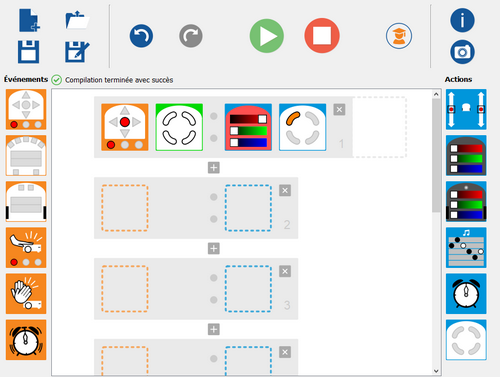 Événements
Compilation terminée avec succès
Actions
1
2
3